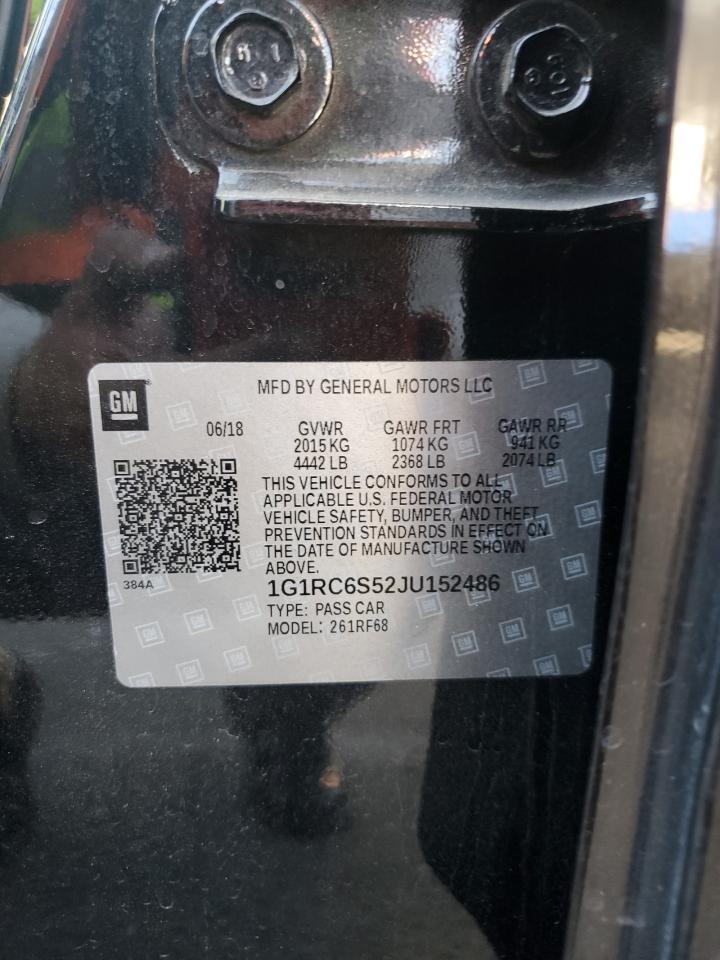 GM
MFD BY GENERAL MOTORS LLC
06/18 GVWR GAWR FRT GAWR RR
2015 KG 1074 KG 941 KG
4442 LB 2368 LB 2074 LB
THIS VEHICLE CONFORMS TO ALL
APPLICABLE U.S. FEDERAL MOTOR
VEHICLE SAFETY, BUMPER, AND THEFT
PREVENTION STANDARDS IN EFFECT ON
THE DATE OF MANUFACTURE SHOWN
ABOVE.
384A
1G1RC6S52JU152486
TYPE: PASS CAR
MODEL: 261RF68